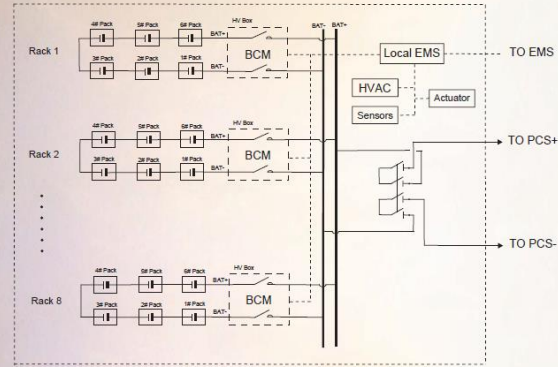 BAT- BAT+
4# Pack 5# Pack 6# Pack HV Box
BAT+
Rack 1 BCM Local EMS TO EMS
3# Pack 2# Pack 1# Pack BAT-
HVAC
Actuator
Sensors
4# Pack 5# Pack 6# Pack HV Box
BAT+
TO PCS+
Rack 2 BCM
3# Pack 2# Pack 1# Pack BAT-
TO PCS-
4# Pack 5# Pack 6# Pack HV Box
BAT+
Rack 8 BCM
3# Pack 2# Pack 1# Pack BAT-